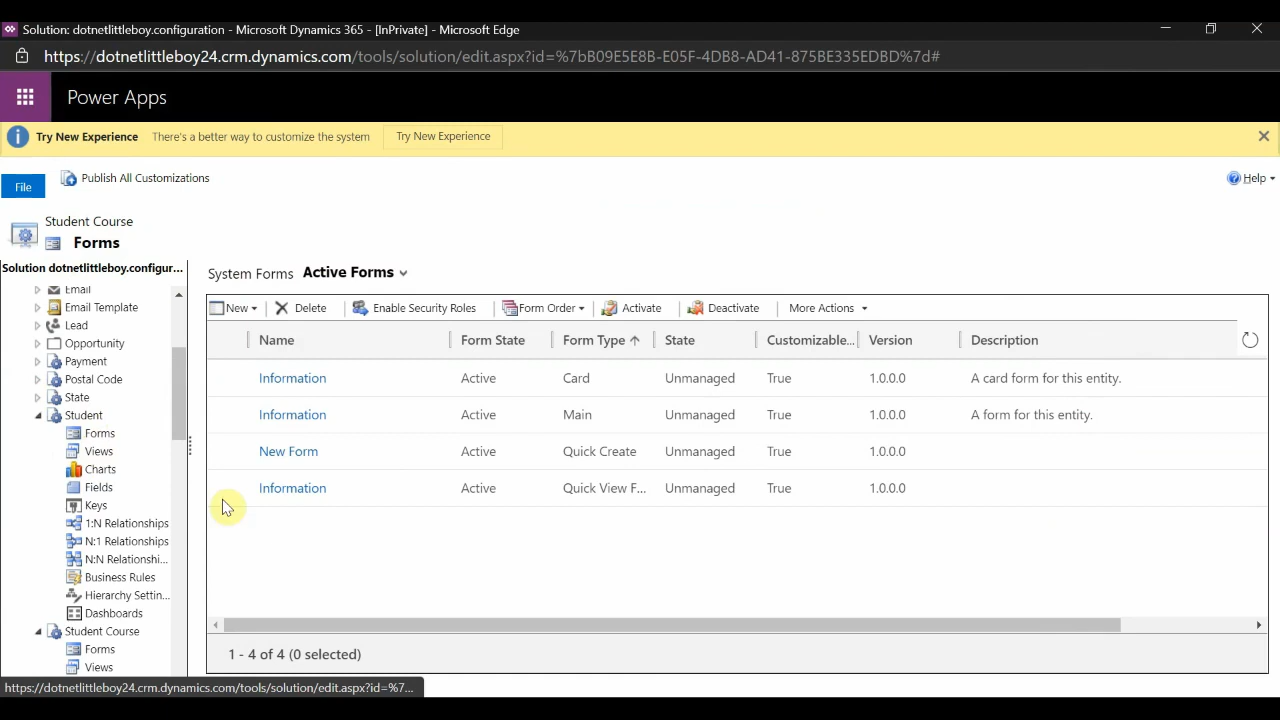 Solution: dotnetlittleboy.configuration - Microsoft Dynamics 365 - [InPrivate] - Microsoft Edge
https://dotnetlittleboy24.crm.dynamics.com/tools/solution/edit.aspx?id=%7bB09E5E8B-E05F-4DB8-AD41-875BE335EDBD%7d#
Power Apps
Try New Experience There's a better way to customize the system Try New Experience
File Publish All Customizations Help
Student Course
Forms
Solution dotnetlittleboy.configur...
System Forms Active Forms
Email
Email Template
Lead
Opportunity
Payment
Postal Code
State
Student
Forms
Views
Charts
Fields
Keys
1:N Relationships
N:1 Relationships
N:N Relationshi...
Business Rules
Hierarchy Settin...
Dashboards
Student Course
Forms
Views
New Delete Enable Security Roles Form Order Activate Deactivate More Actions
Name Form State Form Type State Customizable... Version Description
Information Active Card Unmanaged True 1.0.0.0 A card form for this entity.
Information Active Main Unmanaged True 1.0.0.0 A form for this entity.
New Form Active Quick Create Unmanaged True 1.0.0.0
Information Active Quick View F... Unmanaged True 1.0.0.0
1 - 4 of 4 (0 selected)
https://dotnetlittleboy24.crm.dynamics.com/tools/solution/edit.aspx?id=%7...